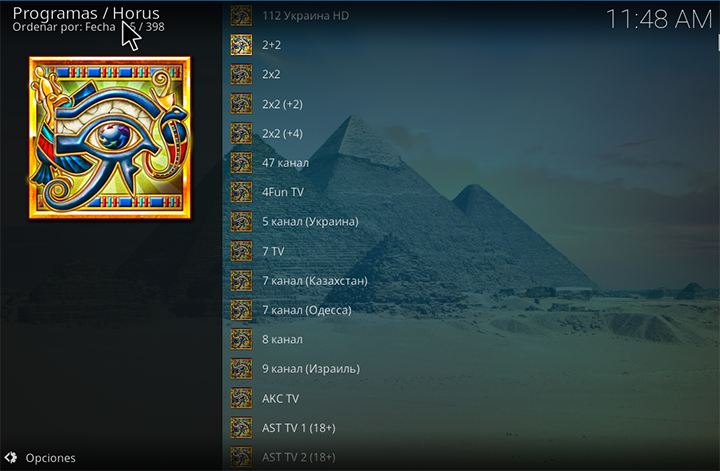 Programas / Horus
Ordenar por: Fecha 5 / 398
11:48 AM
112 Украина HD
2+2
2x2
2x2 (+2)
2x2 (+4)
47 канал
4Fun TV
5 канал (Украина)
7 TV
7 канал (Казахстан)
7 канал (Одесса)
8 канал
9 канал (Израиль)
AKC TV
AST TV 1 (18+)
AST TV 2 (18+)
Opciones